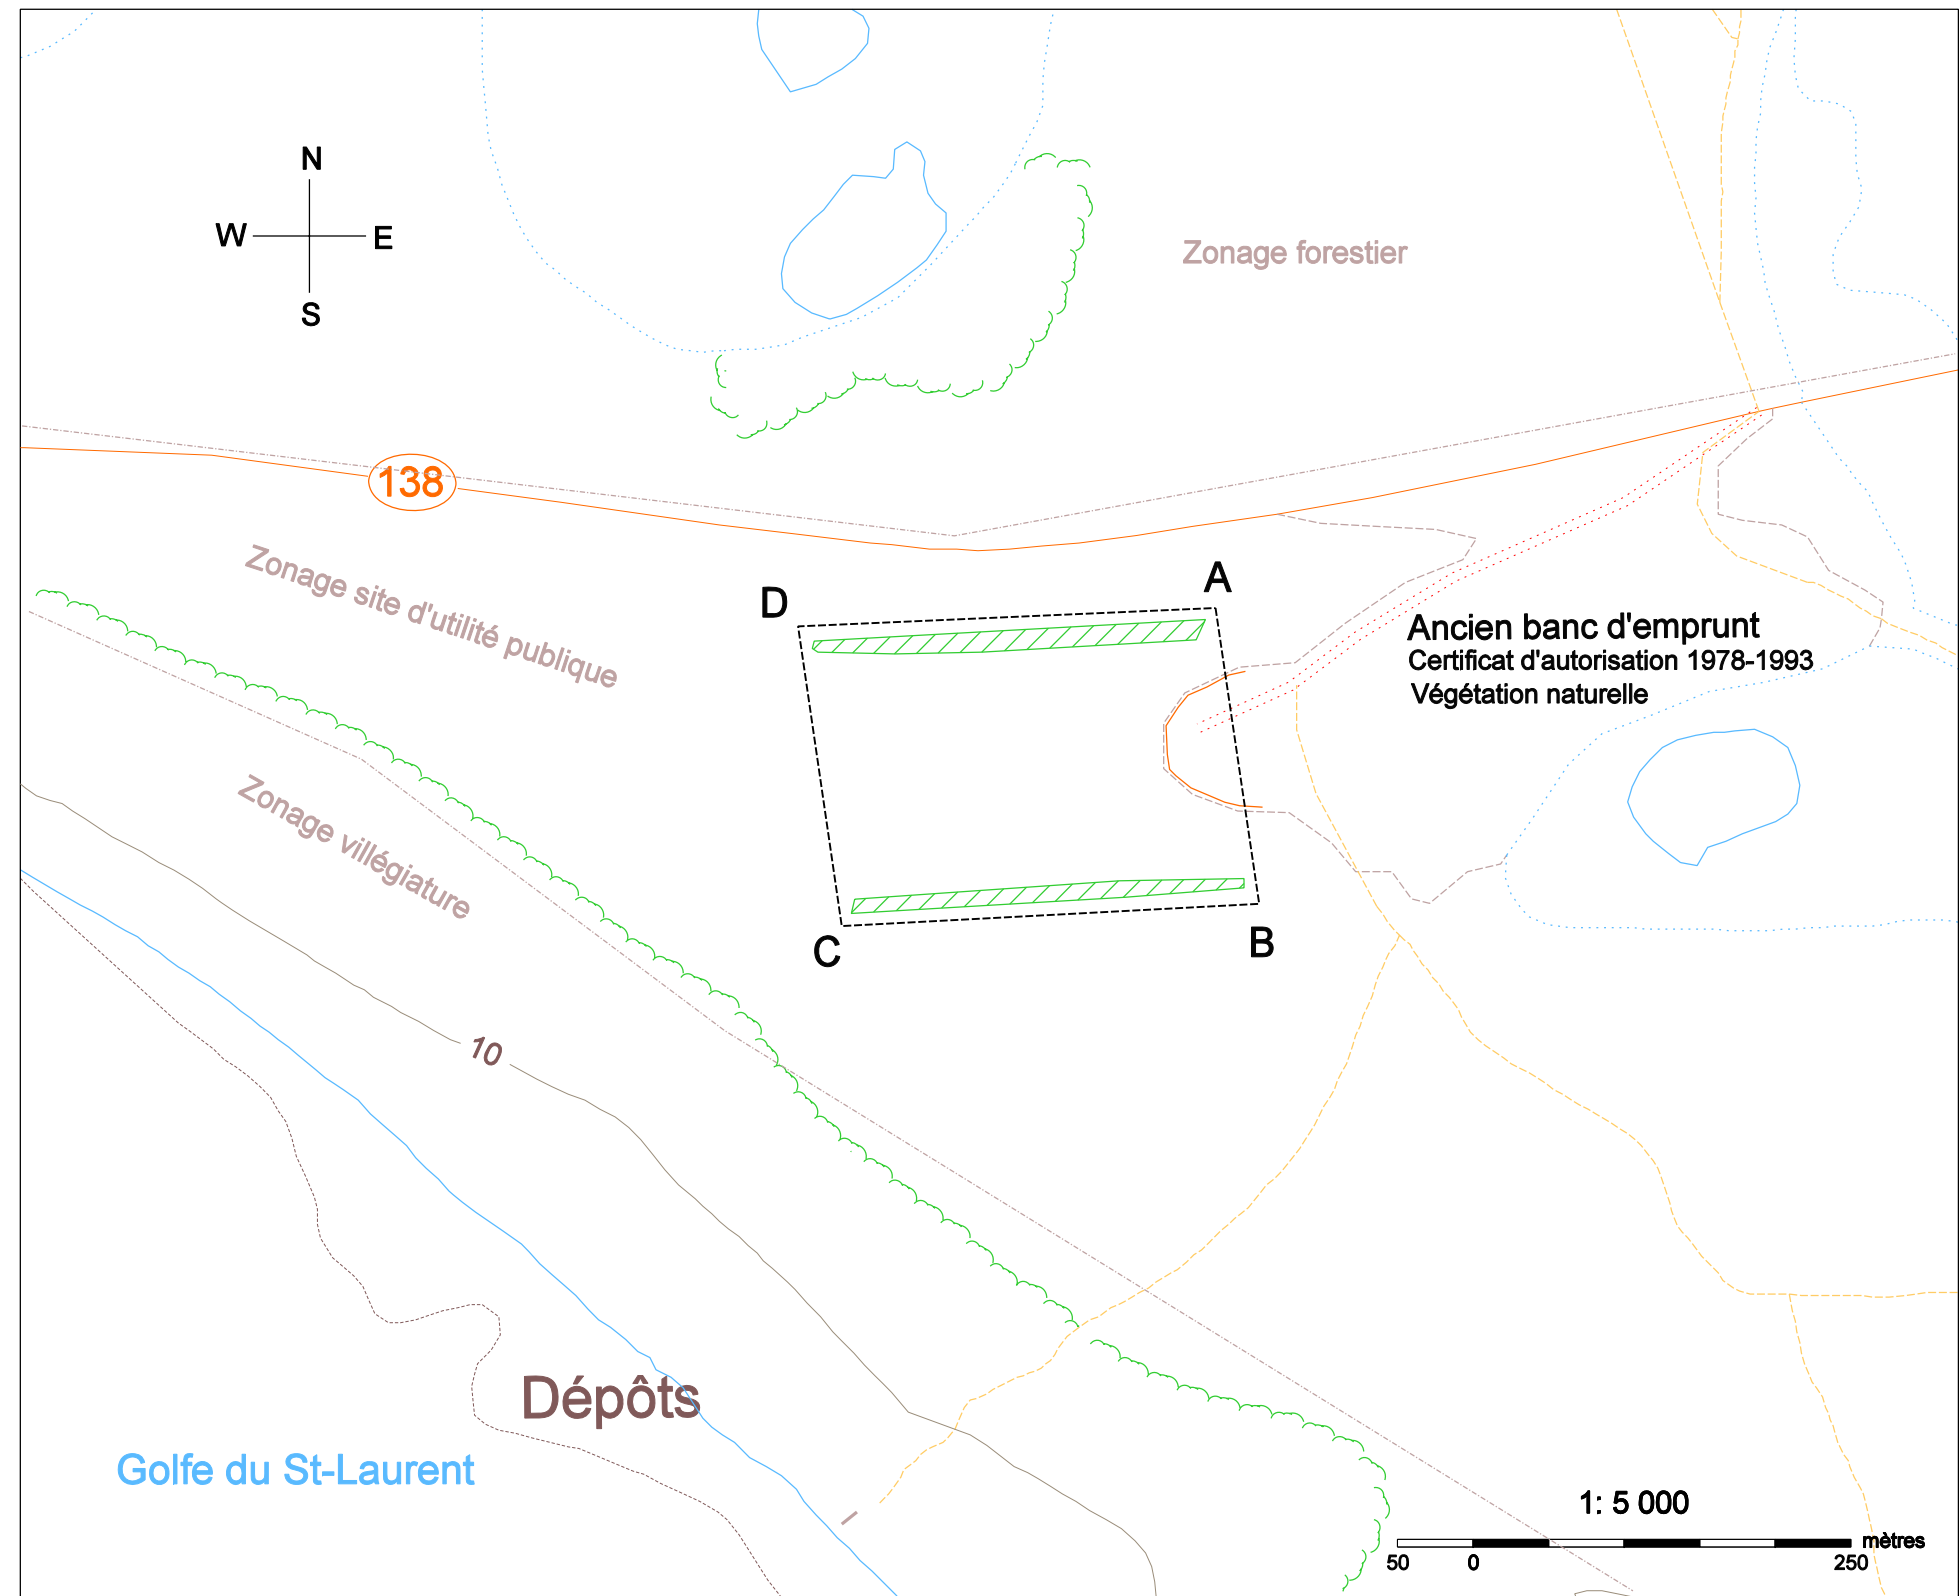 N
W E
S
Zonage forestier
138
Zonage site d'utilité publique
D
A
Ancien banc d'emprunt
Certificat d'autorisation 1978-1993
Végétation naturelle
Zonage villégiature
C
B
10
Dépôts
Golfe du St-Laurent
1: 5 000
mètres
50 0 250